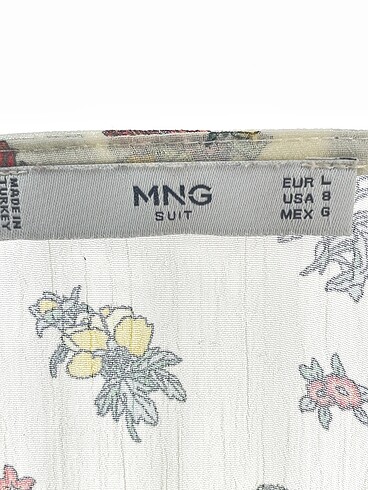 MADE IN
TURKEY
MNG
SUIT
EUR L
USA 8
MEX G